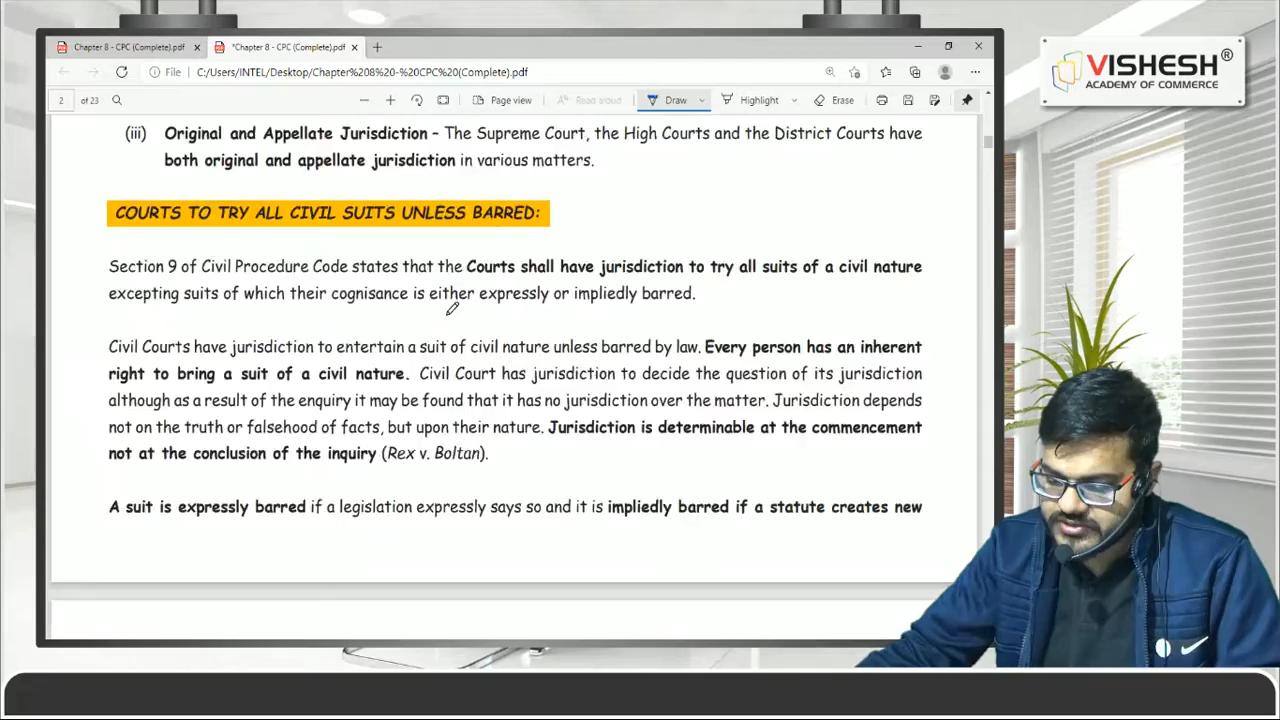 Chapter 8 - CPC (Complete).pdf
*Chapter 8 - CPC (Complete).pdf
File C:/Users/INTEL/Desktop/Chapter%208%20-%20CPC%20(Complete).pdf
2 of 23 Page view Read aloud Draw Highlight Erase
VISHESH®
ACADEMY OF COMMERCE
(iii) Original and Appellate Jurisdiction – The Supreme Court, the High Courts and the District Courts have
both original and appellate jurisdiction in various matters.
COURTS TO TRY ALL CIVIL SUITS UNLESS BARRED:
Section 9 of Civil Procedure Code states that the Courts shall have jurisdiction to try all suits of a civil nature
excepting suits of which their cognisance is either expressly or impliedly barred.
Civil Courts have jurisdiction to entertain a suit of civil nature unless barred by law. Every person has an inherent
right to bring a suit of a civil nature. Civil Court has jurisdiction to decide the question of its jurisdiction
although as a result of the enquiry it may be found that it has no jurisdiction over the matter. Jurisdiction depends
not on the truth or falsehood of facts, but upon their nature. Jurisdiction is determinable at the commencement
not at the conclusion of the inquiry (Rex v. Boltan).
A suit is expressly barred if a legislation expressly says so and it is impliedly barred if a statute creates new